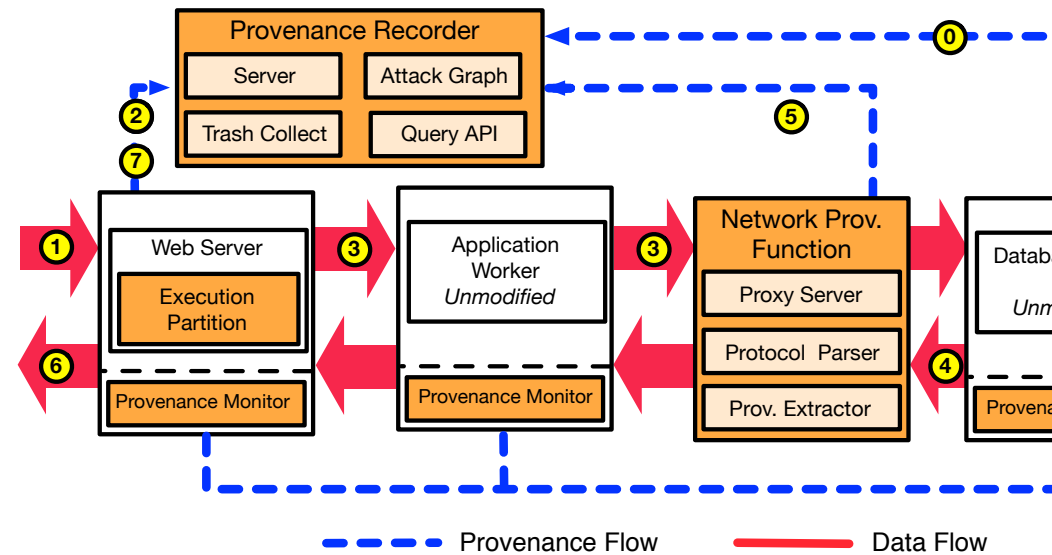 Provenance Recorder
0
Server
Attack Graph
2
5
Trash Collect
Query API
7
Network Prov.
Function
1
Web Server
3
Application
Worker
Unmodified
3
Execution
Partition
Proxy Server
6
Protocol Parser
4
Provenance Monitor
Provenance Monitor
Prov. Extractor
Provenance Flow
Data Flow